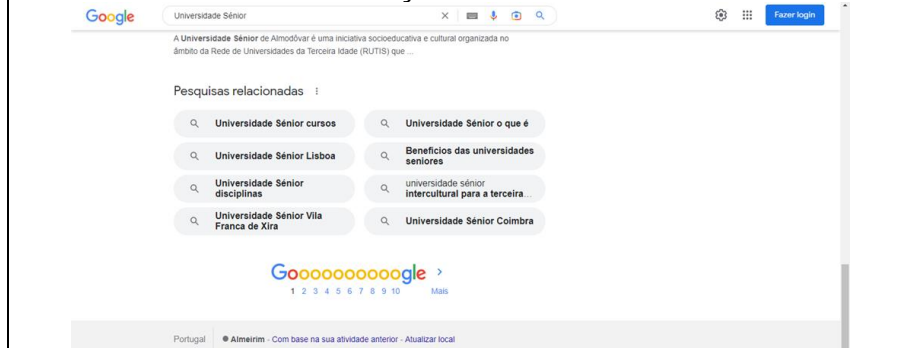 Google
Universidade Sénior
Fazer login
A Universidade Sénior de Almodôvar é uma iniciativa socioeducativa e cultural organizada no
âmbito da Rede de Universidades da Terceira Idade (RUTIS) que ...
Pesquisas relacionadas
Universidade Sénior cursos
Universidade Sénior o que é
Universidade Sénior Lisboa
Benefícios das universidades
seniores
Universidade Sénior
disciplinas
universidade sénior
intercultural para a terceira...
Universidade Sénior Vila
Franca de Xira
Universidade Sénior Coimbra
Goooooooooogle
1 2 3 4 5 6 7 8 9 10 Mais
Portugal Almeirim - Com base na sua atividade anterior - Atualizar local